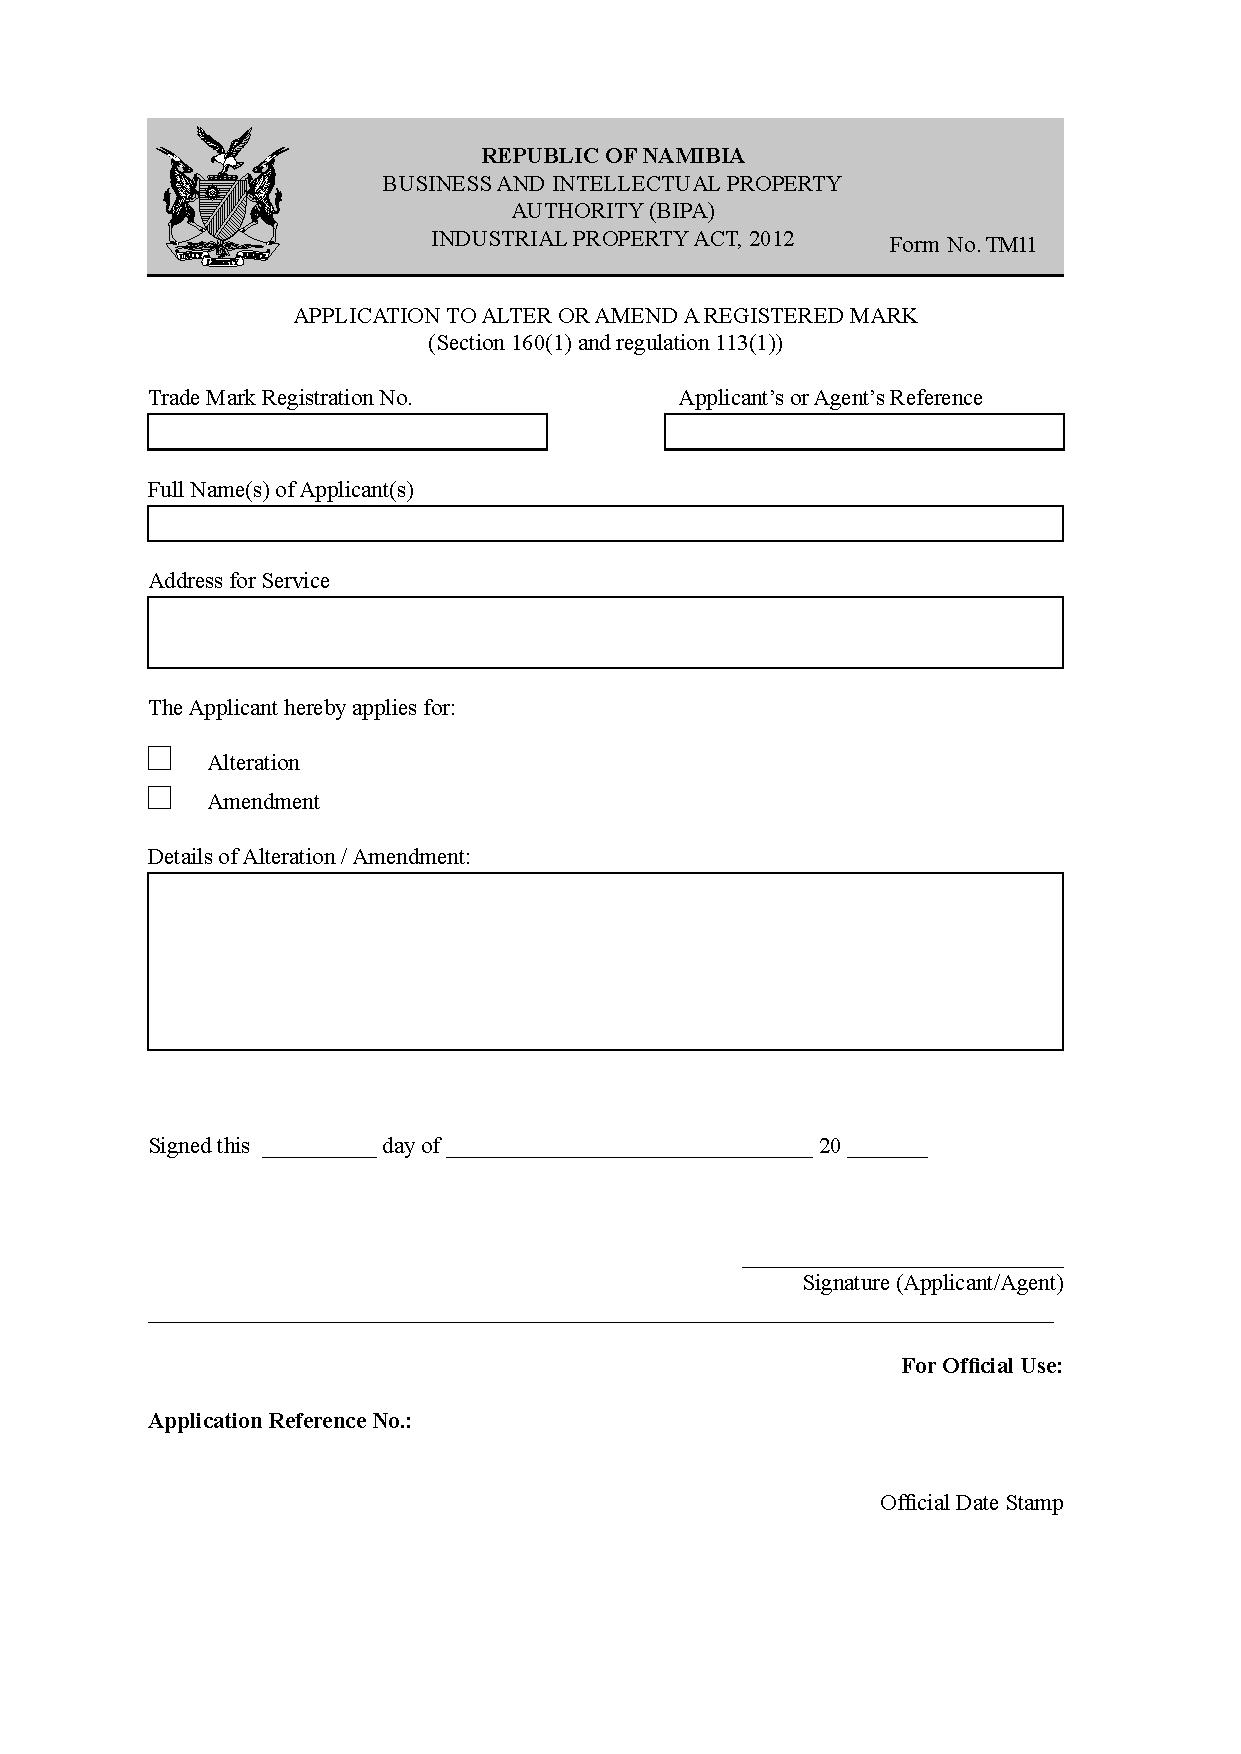 REPUBLIC OF NAMIBIA
BUSINESS AND INTELLECTUAL PROPERTY
AUTHORITY (BIPA)
INDUSTRIAL PROPERTY ACT, 2012
Form No. TM11
APPLICATION TO ALTER OR AMEND A REGISTERED MARK
(Section 160(1) and regulation 113(1))
Trade Mark Registration No.
Applicant’s or Agent’s Reference
Full Name(s) of Applicant(s)
Address for Service
The Applicant hereby applies for:
Alteration
Amendment
Details of Alteration / Amendment:
Signed this __________ day of ________________________________ 20 _______
Signature (Applicant/Agent)
For Official Use:
Application Reference No.:
Official Date Stamp